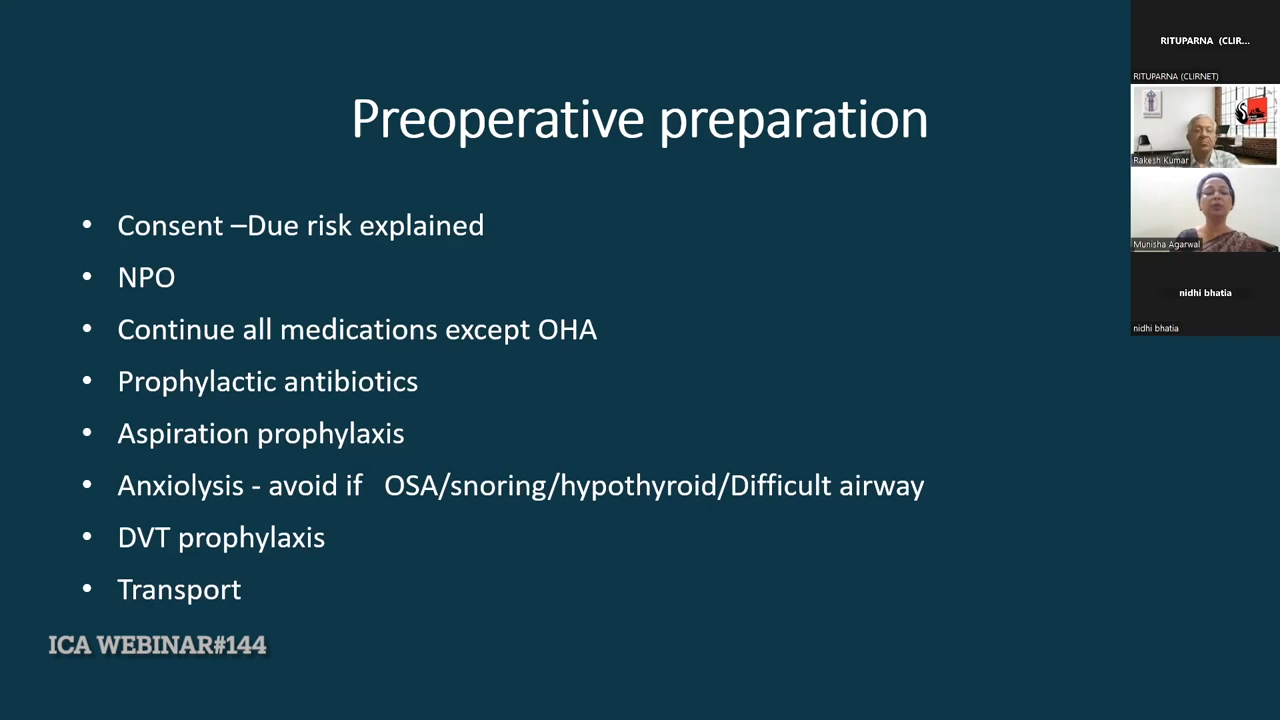 Preoperative preparation
• Consent –Due risk explained
• NPO
• Continue all medications except OHA
• Prophylactic antibiotics
• Aspiration prophylaxis
• Anxiolysis - avoid if OSA/snoring/hypothyroid/Difficult airway
• DVT prophylaxis
• Transport
ICA WEBINAR#144
RITUPARNA (CLIR...
RITUPARNA (CLIRNET)
Rakesh Kumar
Munisha Agarwal
nidhi bhatia
nidhi bhatia